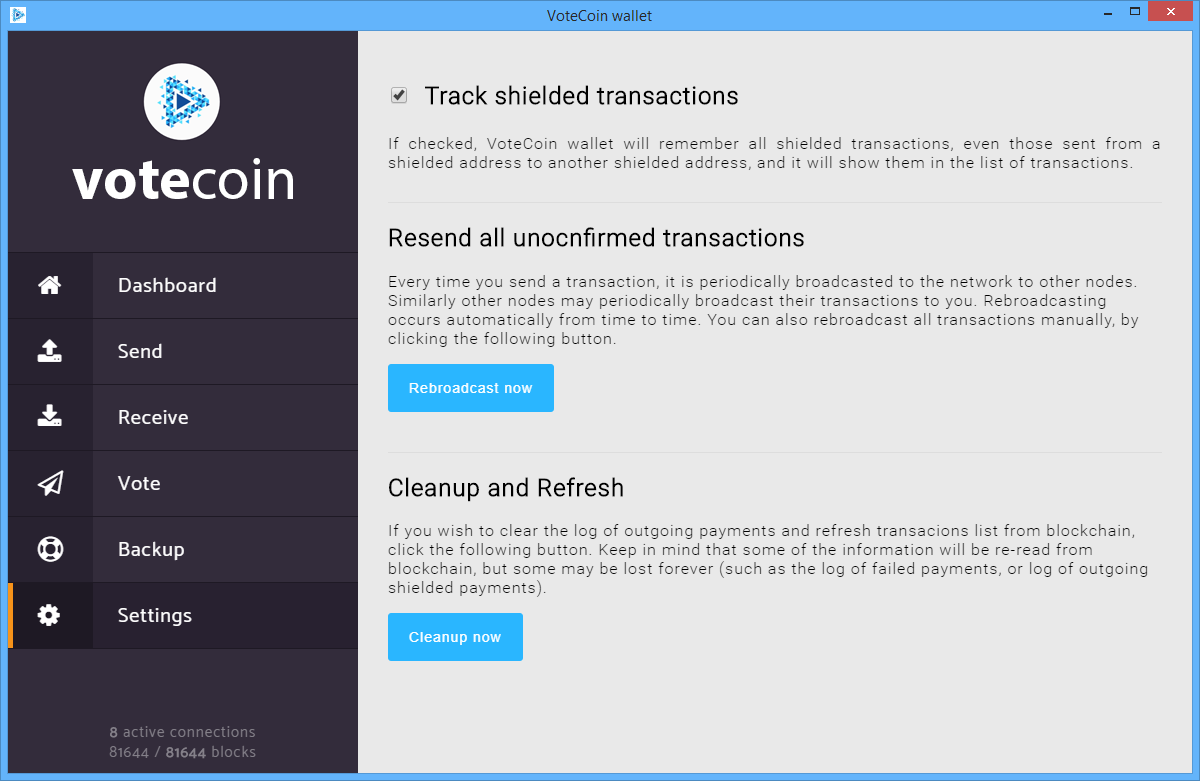 VoteCoin wallet
votecoin
Dashboard
Send
Receive
Vote
Backup
Settings
8 active connections
81644 / 81644 blocks
Track shielded transactions
If checked, VoteCoin wallet will remember all shielded transactions, even those sent from a
shielded address to another shielded address, and it will show them in the list of transactions.
Resend all unocnfirmed transactions
Every time you send a transaction, it is periodically broadcasted to the network to other nodes.
Similarly other nodes may periodically broadcast their transactions to you. Rebroadcasting
occurs automatically from time to time. You can also rebroadcast all transactions manually, by
clicking the following button.
Rebroadcast now
Cleanup and Refresh
If you wish to clear the log of outgoing payments and refresh transacions list from blockchain,
click the following button. Keep in mind that some of the information will be re-read from
blockchain, but some may be lost forever (such as the log of failed payments, or log of outgoing
shielded payments).
Cleanup now